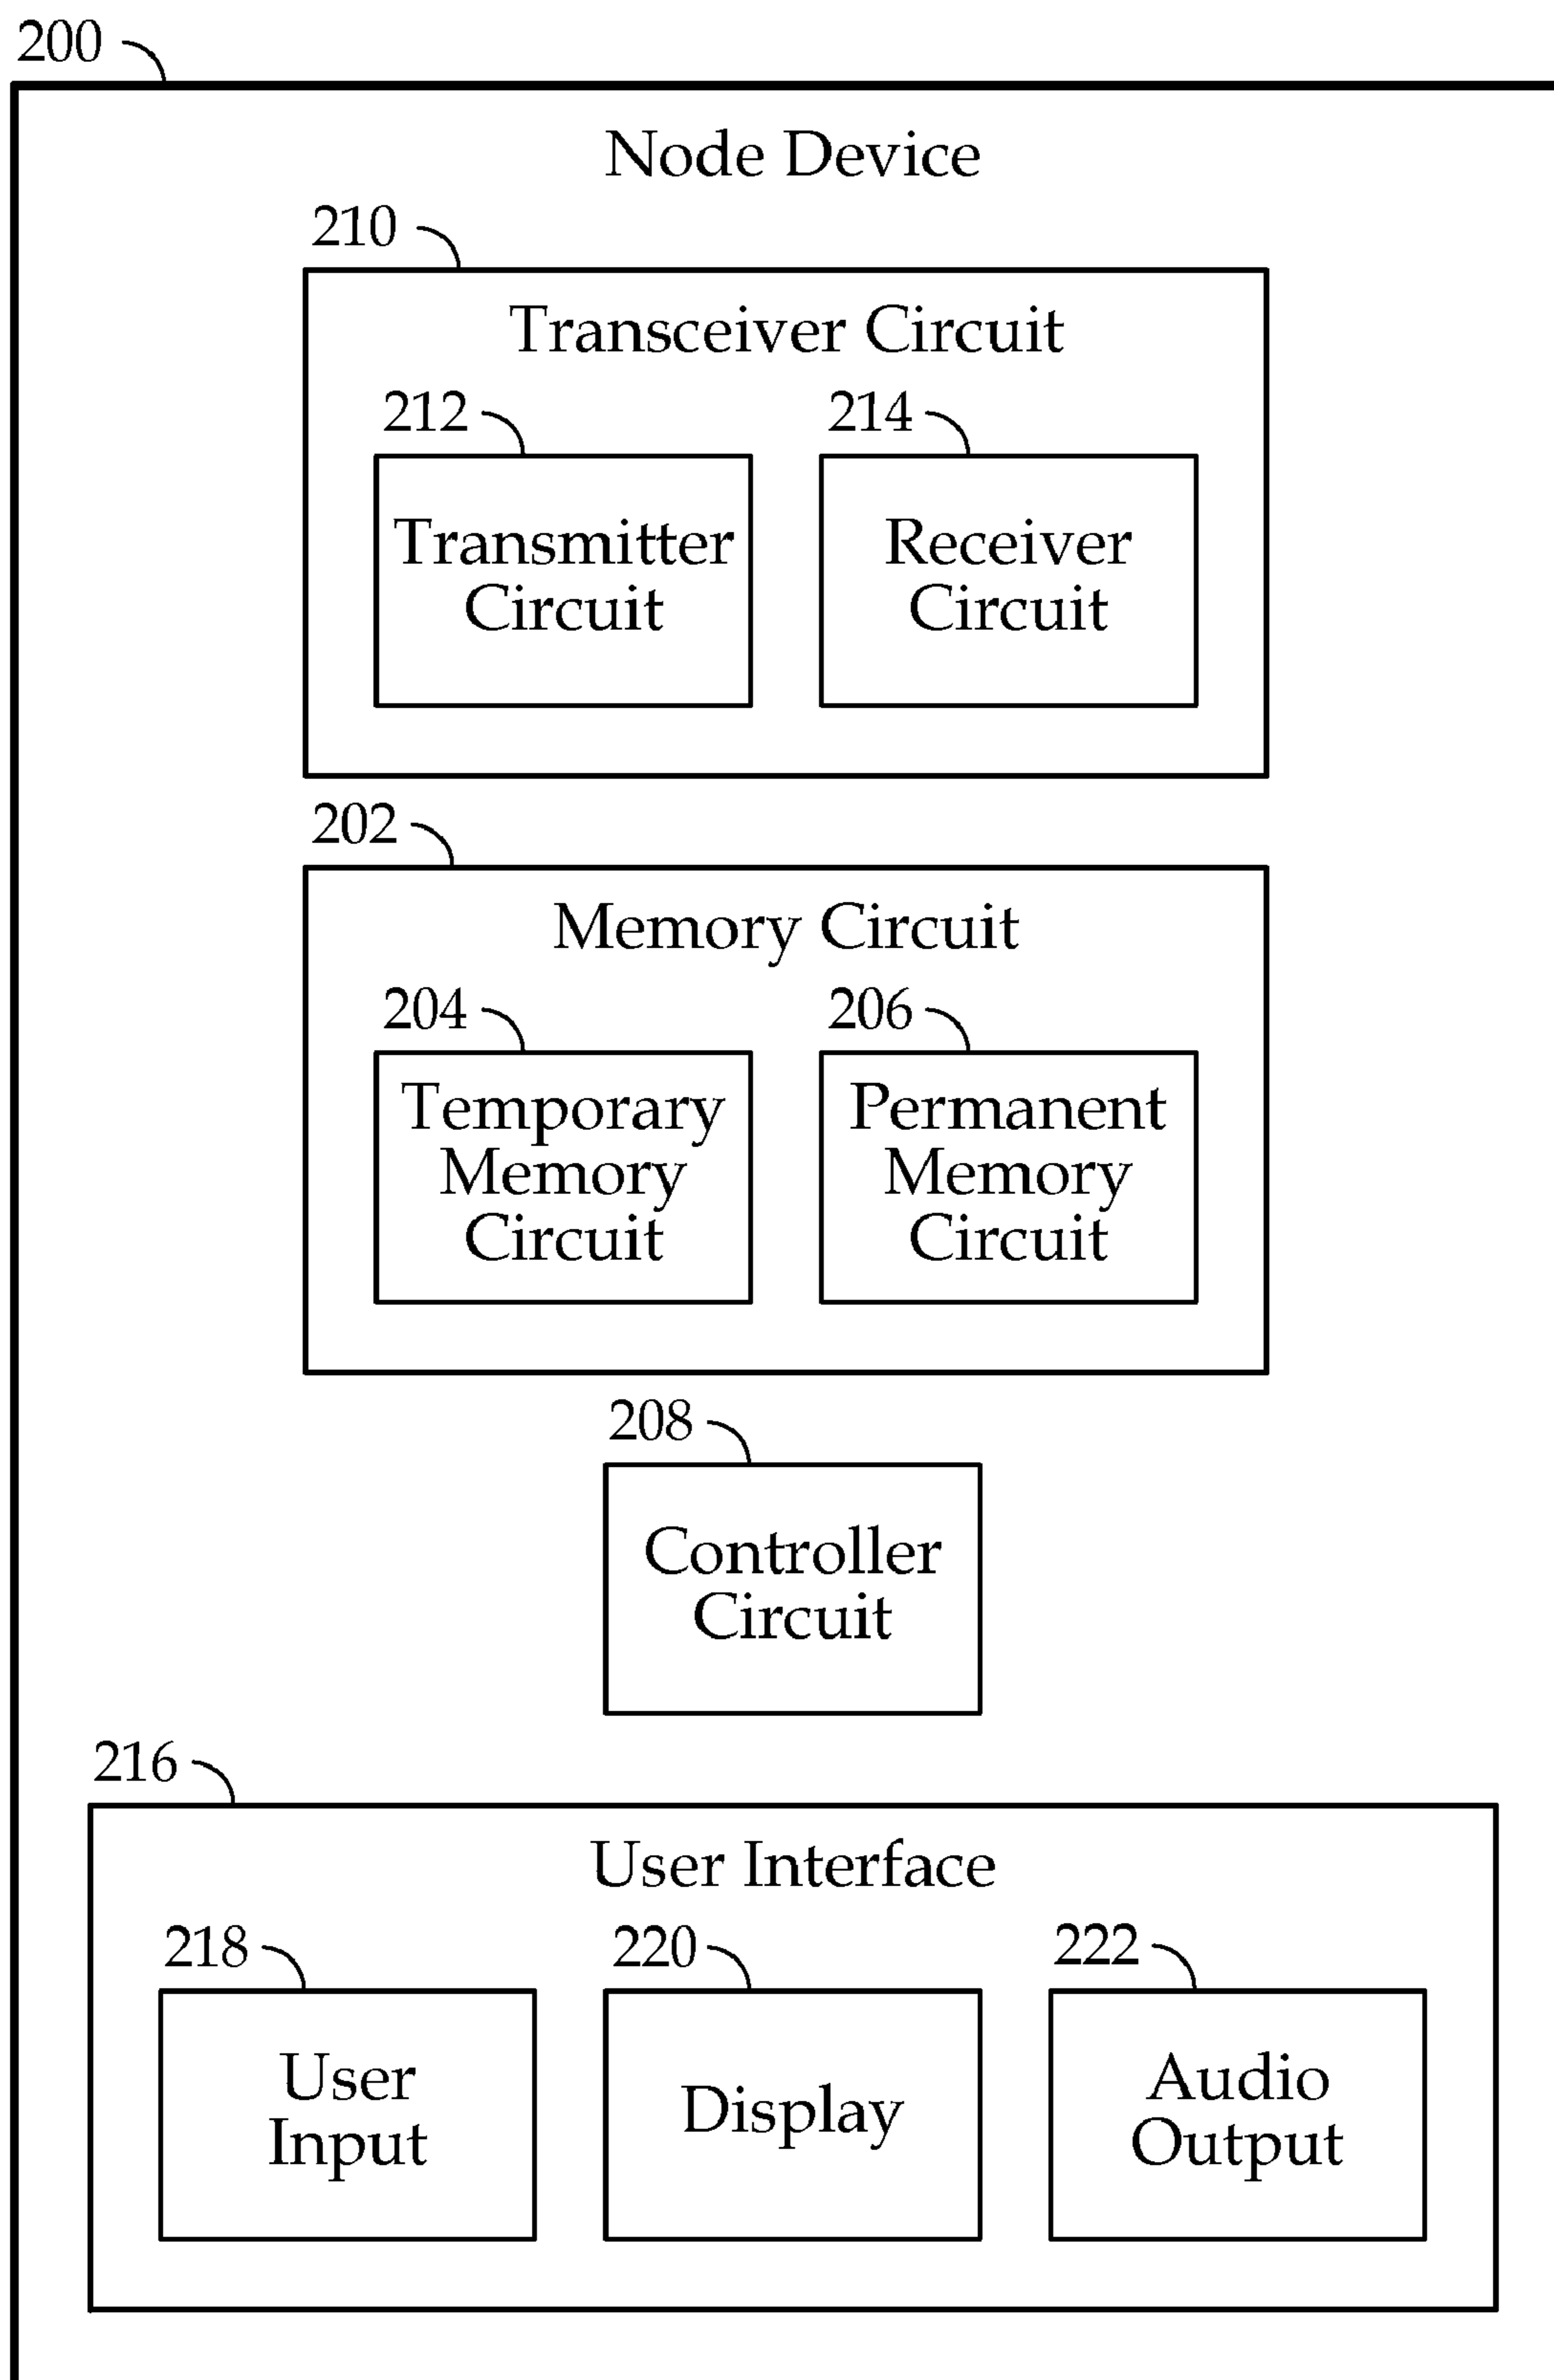 200
Node Device
210
Transceiver Circuit
212
214
Transmitter
Circuit
Receiver
Circuit
202
Memory Circuit
204
206
Temporary
Memory
Circuit
Permanent
Memory
Circuit
208
Controller
Circuit
216
User Interface
218
220
222
User
Input
Display
Audio
Output